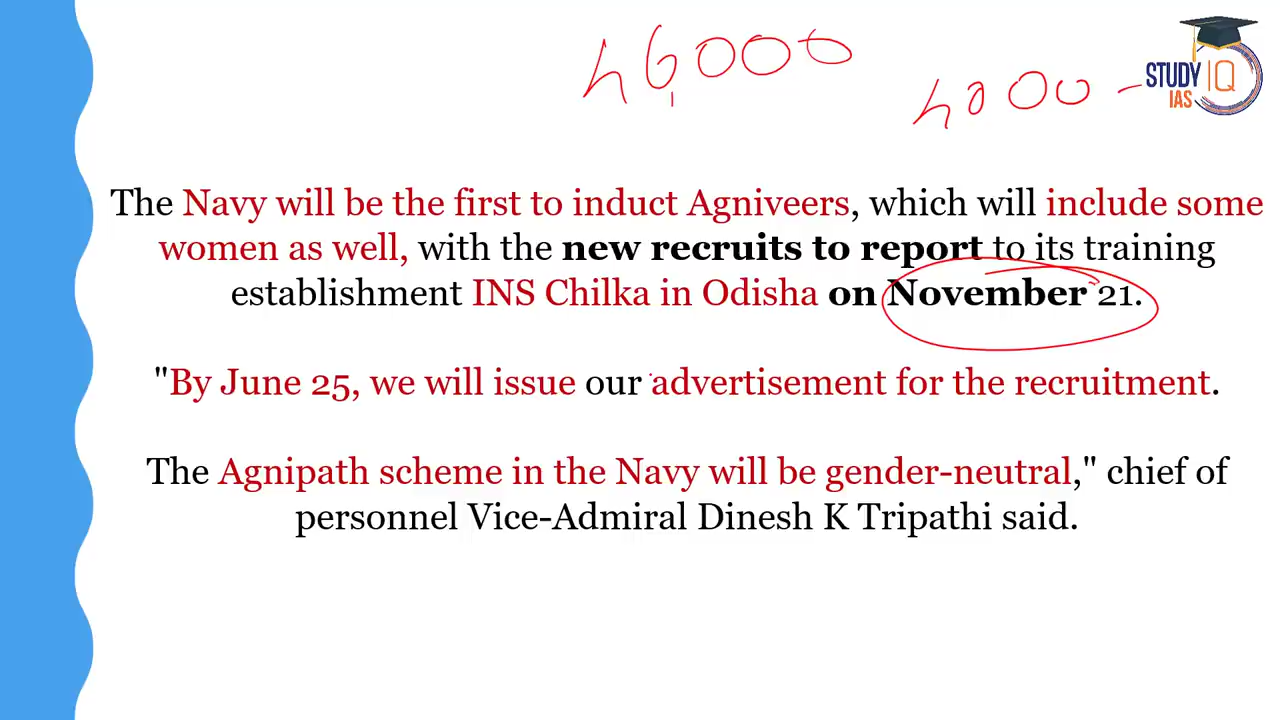 46000
4000 -
STUDY IQ
IAS
The Navy will be the first to induct Agniveers, which will include some
women as well, with the new recruits to report to its training
establishment INS Chilka in Odisha on November 21.
"By June 25, we will issue our advertisement for the recruitment.
The Agnipath scheme in the Navy will be gender-neutral," chief of
personnel Vice-Admiral Dinesh K Tripathi said.